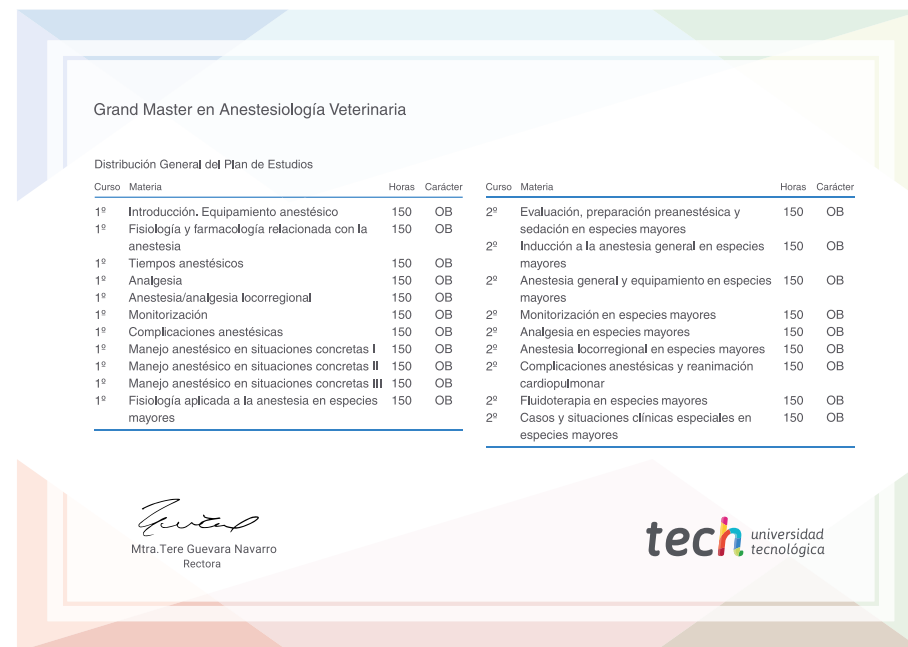 Grand Master en Anestesiología Veterinaria
Distribución General del Plan de Estudios
Curso Materia Horas Carácter
1º Introducción. Equipamiento anestésico 150 OB
1º Fisiología y farmacología relacionada con la 150 OB
anestesia
1º Tiempos anestésicos 150 OB
1º Analgesia 150 OB
1º Anestesia/analgesia locorregional 150 OB
1º Monitorización 150 OB
1º Complicaciones anestésicas 150 OB
1º Manejo anestésico en situaciones concretas I 150 OB
1º Manejo anestésico en situaciones concretas II 150 OB
1º Manejo anestésico en situaciones concretas III 150 OB
1º Fisiología aplicada a la anestesia en especies 150 OB
mayores
Curso Materia Horas Carácter
2º Evaluación, preparación preanestésica y 150 OB
sedación en especies mayores
2º Inducción a la anestesia general en especies 150 OB
mayores
2º Anestesia general y equipamiento en especies 150 OB
mayores
2º Monitorización en especies mayores 150 OB
2º Analgesia en especies mayores 150 OB
2º Anestesia locorregional en especies mayores 150 OB
2º Complicaciones anestésicas y reanimación 150 OB
cardiopulmonar
2º Fluidoterapia en especies mayores 150 OB
2º Casos y situaciones clínicas especiales en 150 OB
especies mayores
Mtra.Tere Guevara Navarro
Rectora
tech universidad
tecnológica